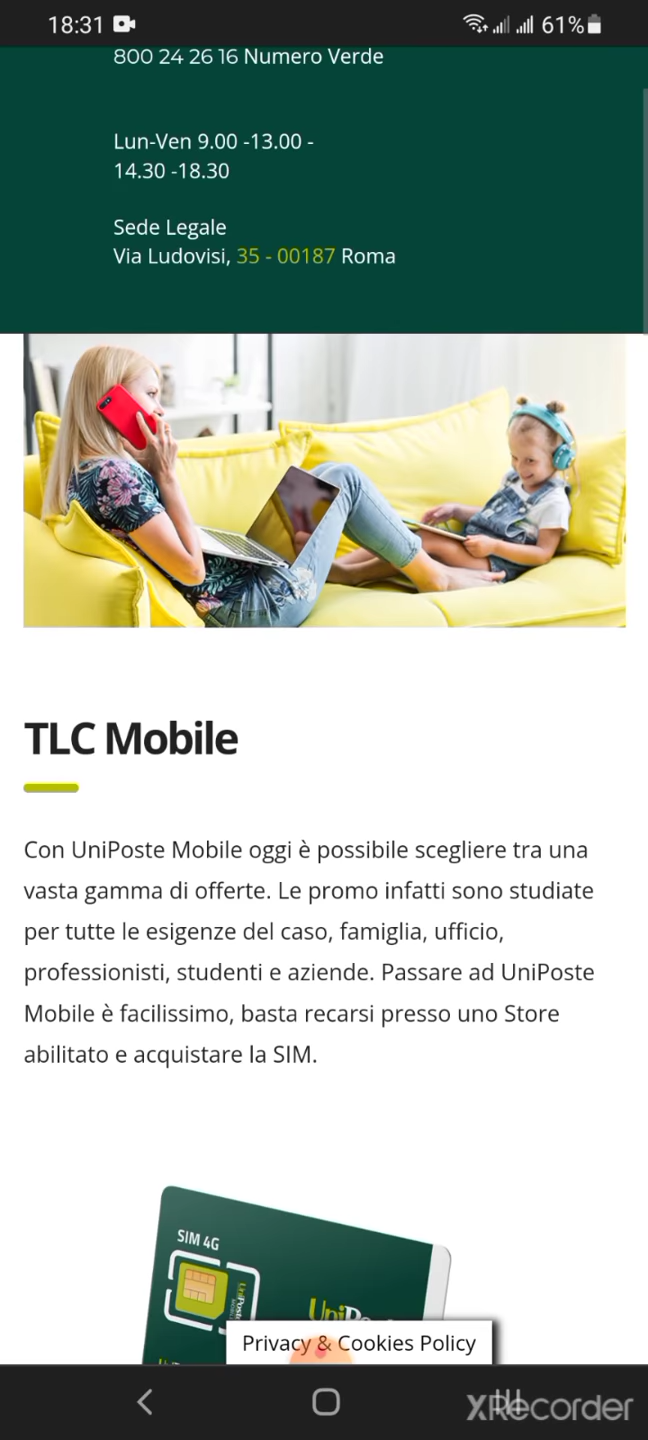 18:31 61%
800 24 26 16 Numero Verde
Lun-Ven 9.00 -13.00 -
14.30 -18.30
Sede Legale
Via Ludovisi, 35 - 00187 Roma
TLC Mobile
Con UniPoste Mobile oggi è possibile scegliere tra una
vasta gamma di offerte. Le promo infatti sono studiate
per tutte le esigenze del caso, famiglia, ufficio,
professionisti, studenti e aziende. Passare ad UniPoste
Mobile è facilissimo, basta recarsi presso uno Store
abilitato e acquistare la SIM.
SIM 4G
Privacy & Cookies Policy
XRecorder